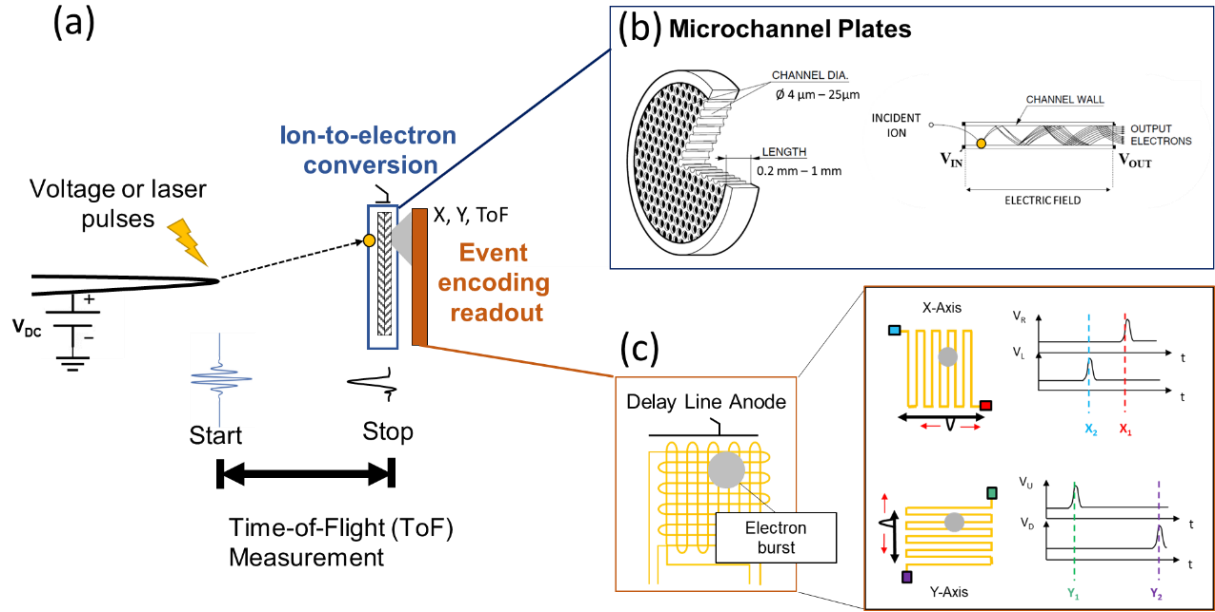 (a)
Voltage or laser
pulses
Ion-to-electron
conversion
X, Y, ToF
Event
encoding
readout
+
V_DC
−
Start
Stop
Time-of-Flight (ToF)
Measurement
(b) Microchannel Plates
CHANNEL DIA.
Ø 4 µm – 25µm
LENGTH
0.2 mm – 1 mm
CHANNEL WALL
INCIDENT
ION
OUTPUT
ELECTRONS
V_IN
V_OUT
ELECTRIC FIELD
(c)
Delay Line Anode
Electron
burst
X-Axis
V_R
t
V_L
t
X_2
X_1
V_U
t
V_D
t
Y_1
Y_2
Y-Axis